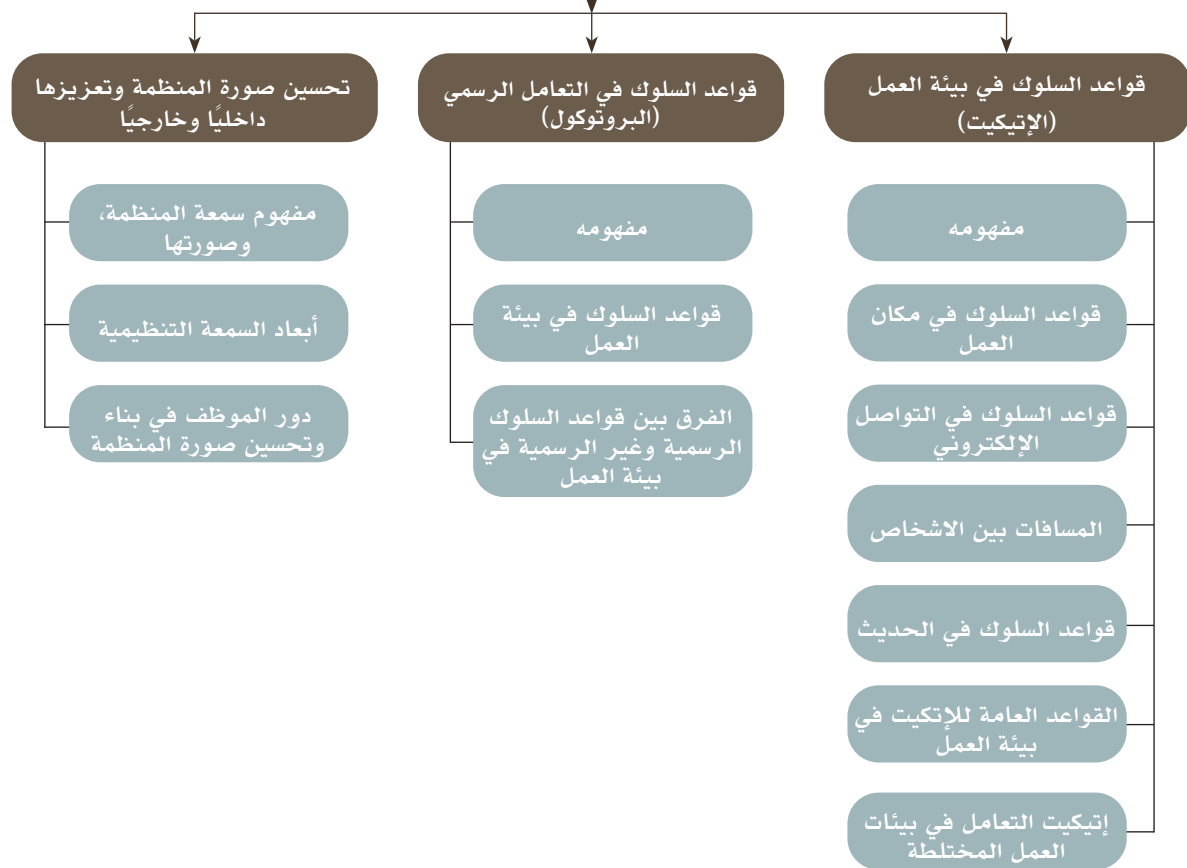 قواعد السلوك في بيئة العمل
(الإتيكيت)
مفهومه
قواعد السلوك في مكان
العمل
قواعد السلوك في التواصل
الإلكتروني
المسافات بين الاشخاص
قواعد السلوك في الحديث
القواعد العامة للإتكيت في
بيئة العمل
إتيكيت التعامل في بيئات
العمل المختلطة
قواعد السلوك في التعامل الرسمي
(البروتوكول)
مفهومه
قواعد السلوك في بيئة
العمل
الفرق بين قواعد السلوك
الرسمية وغير الرسمية في
بيئة العمل
تحسين صورة المنظمة وتعزيزها
داخليًا وخارجيًا
مفهوم سمعة المنظمة،
وصورتها
أبعاد السمعة التنظيمية
دور الموظف في بناء
وتحسين صورة المنظمة